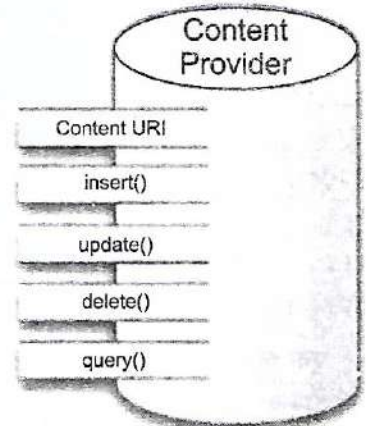 Content
Provider
Content URI
insert()
update()
delete()
query()